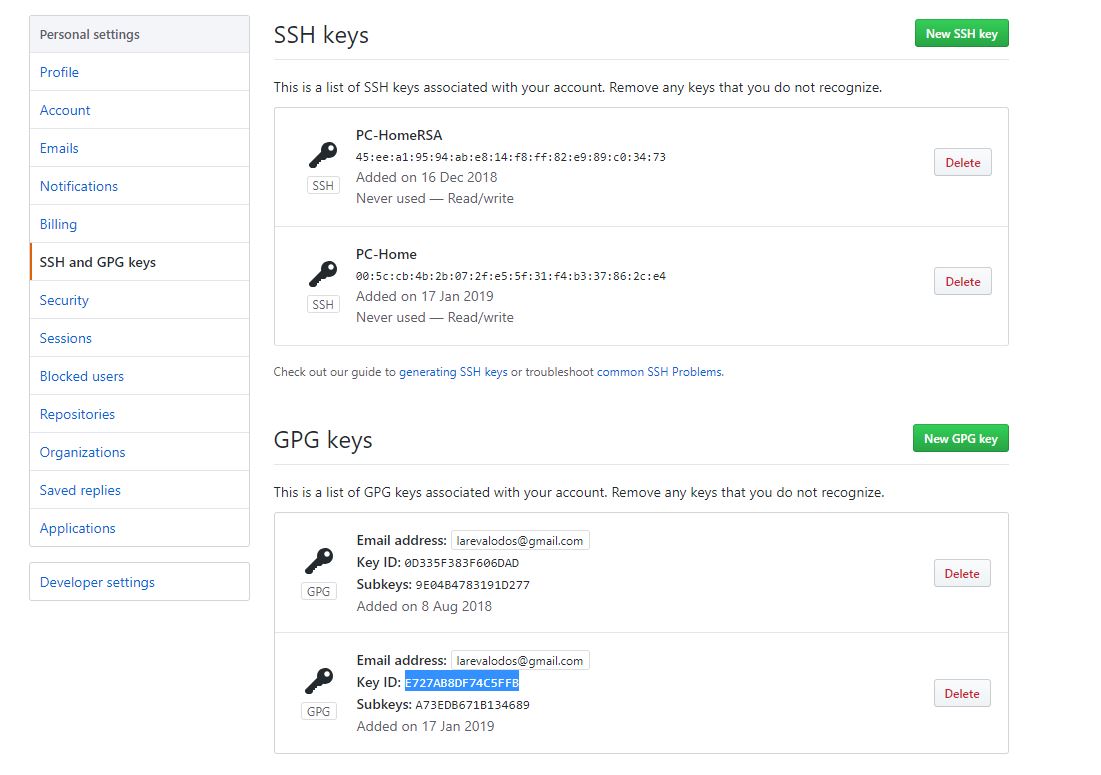 Personal settings
Profile
Account
Emails
Notifications
Billing
SSH and GPG keys
Security
Sessions
Blocked users
Repositories
Organizations
Saved replies
Applications
Developer settings
SSH keys
New SSH key
This is a list of SSH keys associated with your account. Remove any keys that you do not recognize.
PC-HomeRSA
45:ee:a1:95:94:ab:e8:14:f8:ff:82:e9:89:c0:34:73
SSH
Added on 16 Dec 2018
Never used — Read/write
Delete
PC-Home
00:5c:cb:4b:2b:07:2f:e5:5f:31:f4:b3:37:86:2c:e4
SSH
Added on 17 Jan 2019
Never used — Read/write
Delete
Check out our guide to generating SSH keys or troubleshoot common SSH Problems.
GPG keys
New GPG key
This is a list of GPG keys associated with your account. Remove any keys that you do not recognize.
Email address: larevalodos@gmail.com
Key ID: 0D335F383F606DAD
GPG
Subkeys: 9E04B4783191D277
Added on 8 Aug 2018
Delete
Email address: larevalodos@gmail.com
Key ID: E727AB8DF74C5FFB
GPG
Subkeys: A73EDB671B134689
Added on 17 Jan 2019
Delete